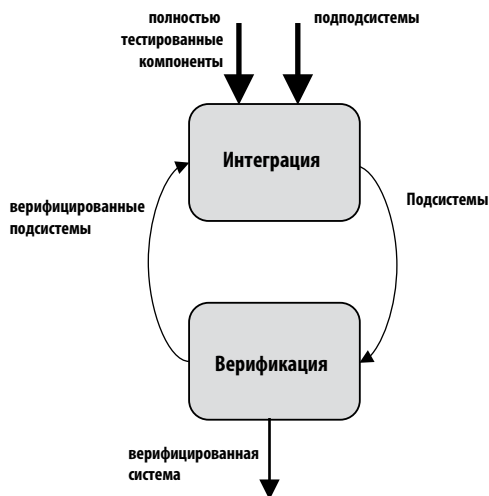 полностью
тестированные
компоненты
подподсистемы
Интеграция
верифицированные
подсистемы
Подсистемы
Верификация
верифицированная
система